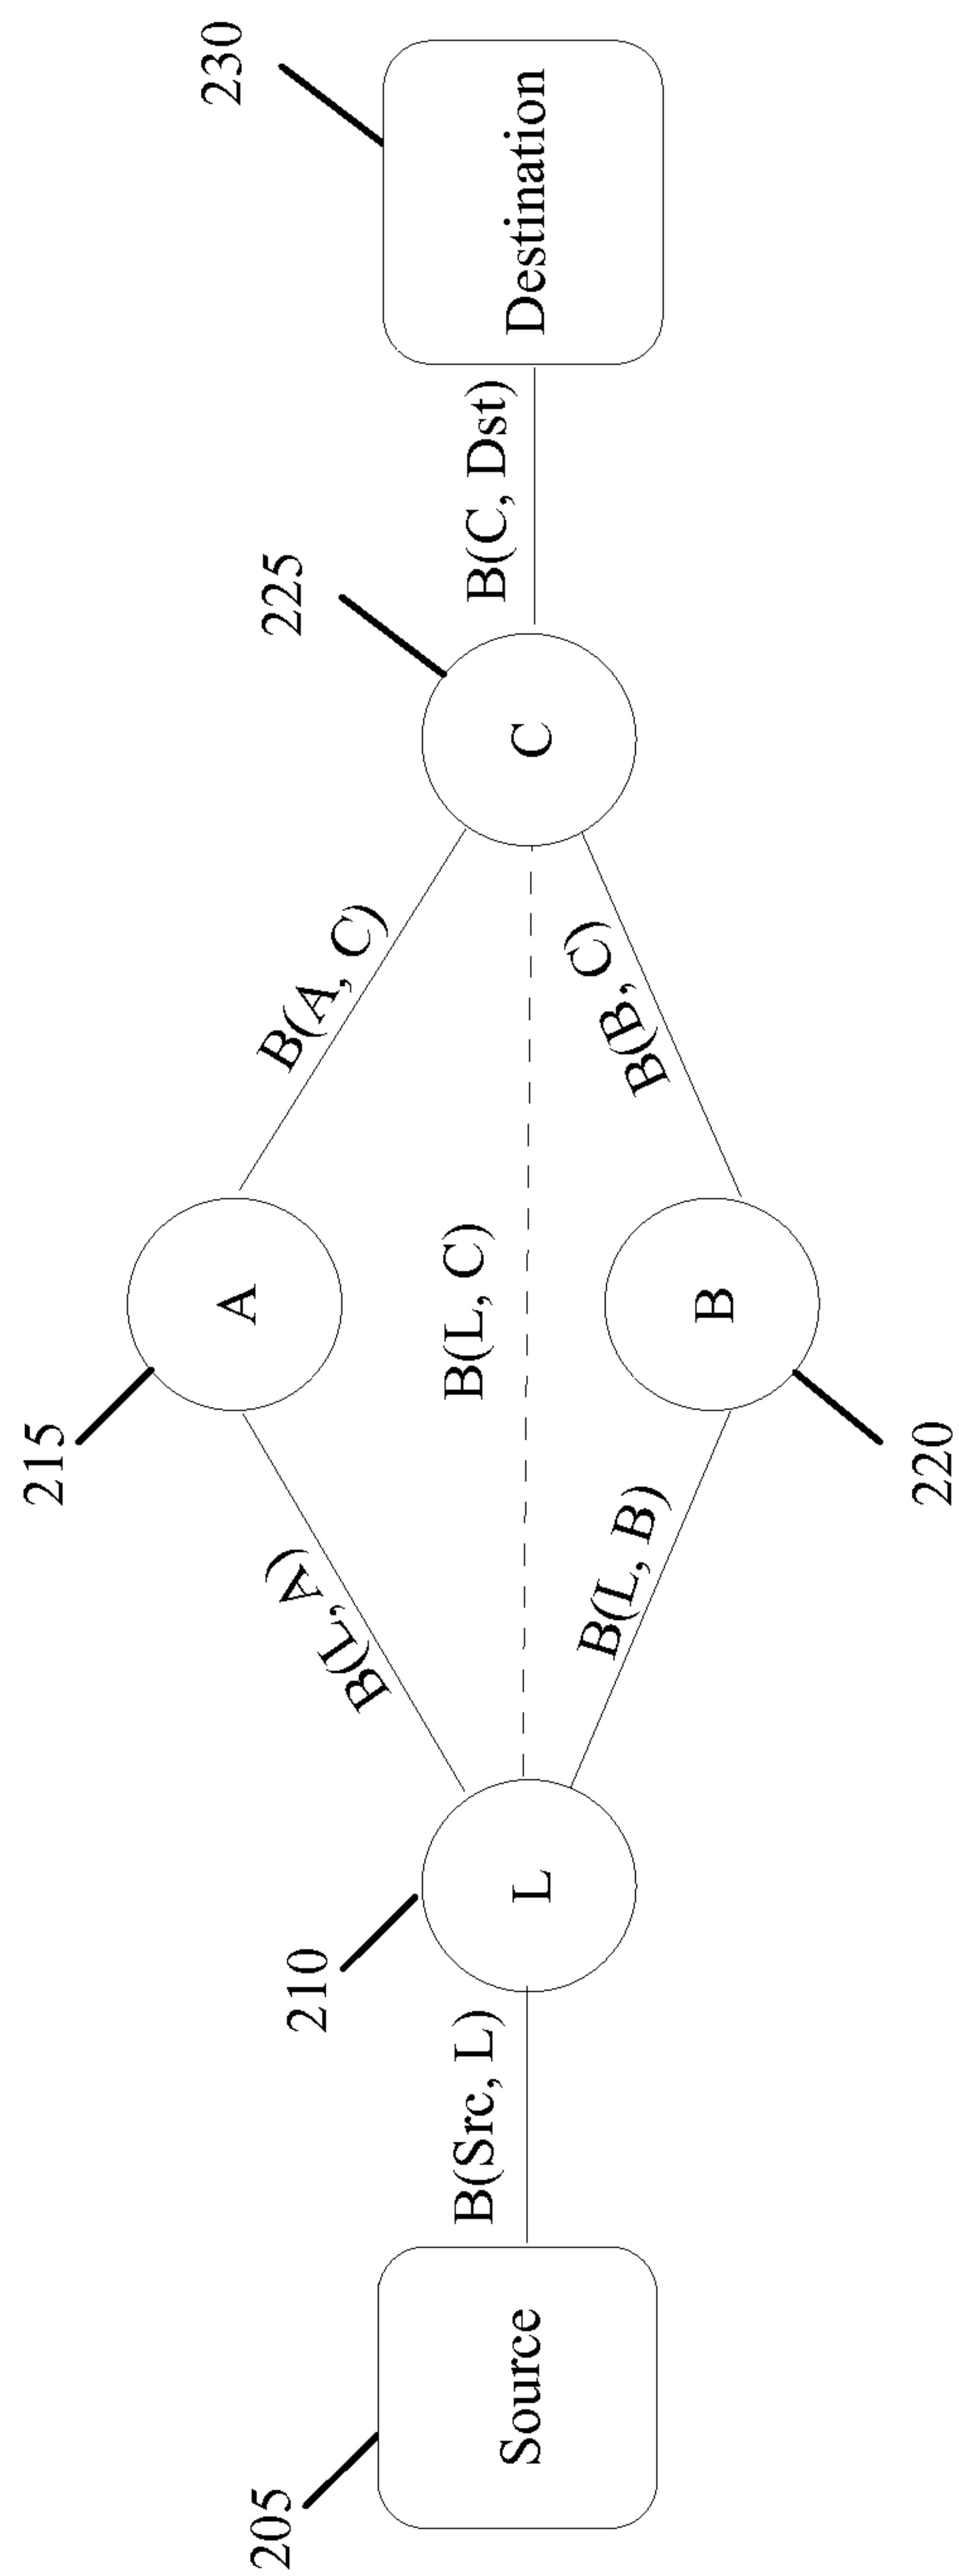 205
Source
B(Src, L)
210
L
B(L, A)
B(L, B)
215
A
B(L, C)
B
220
B(A, C)
B(B, C)
225
C
B(C, Dst)
230
Destination